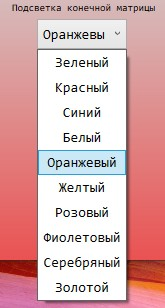 Подсветка конечной матрицы
Оранжевы
Зеленый
Красный
Синий
Белый
Оранжевый
Желтый
Розовый
Фиолетовый
Серебряный
Золотой